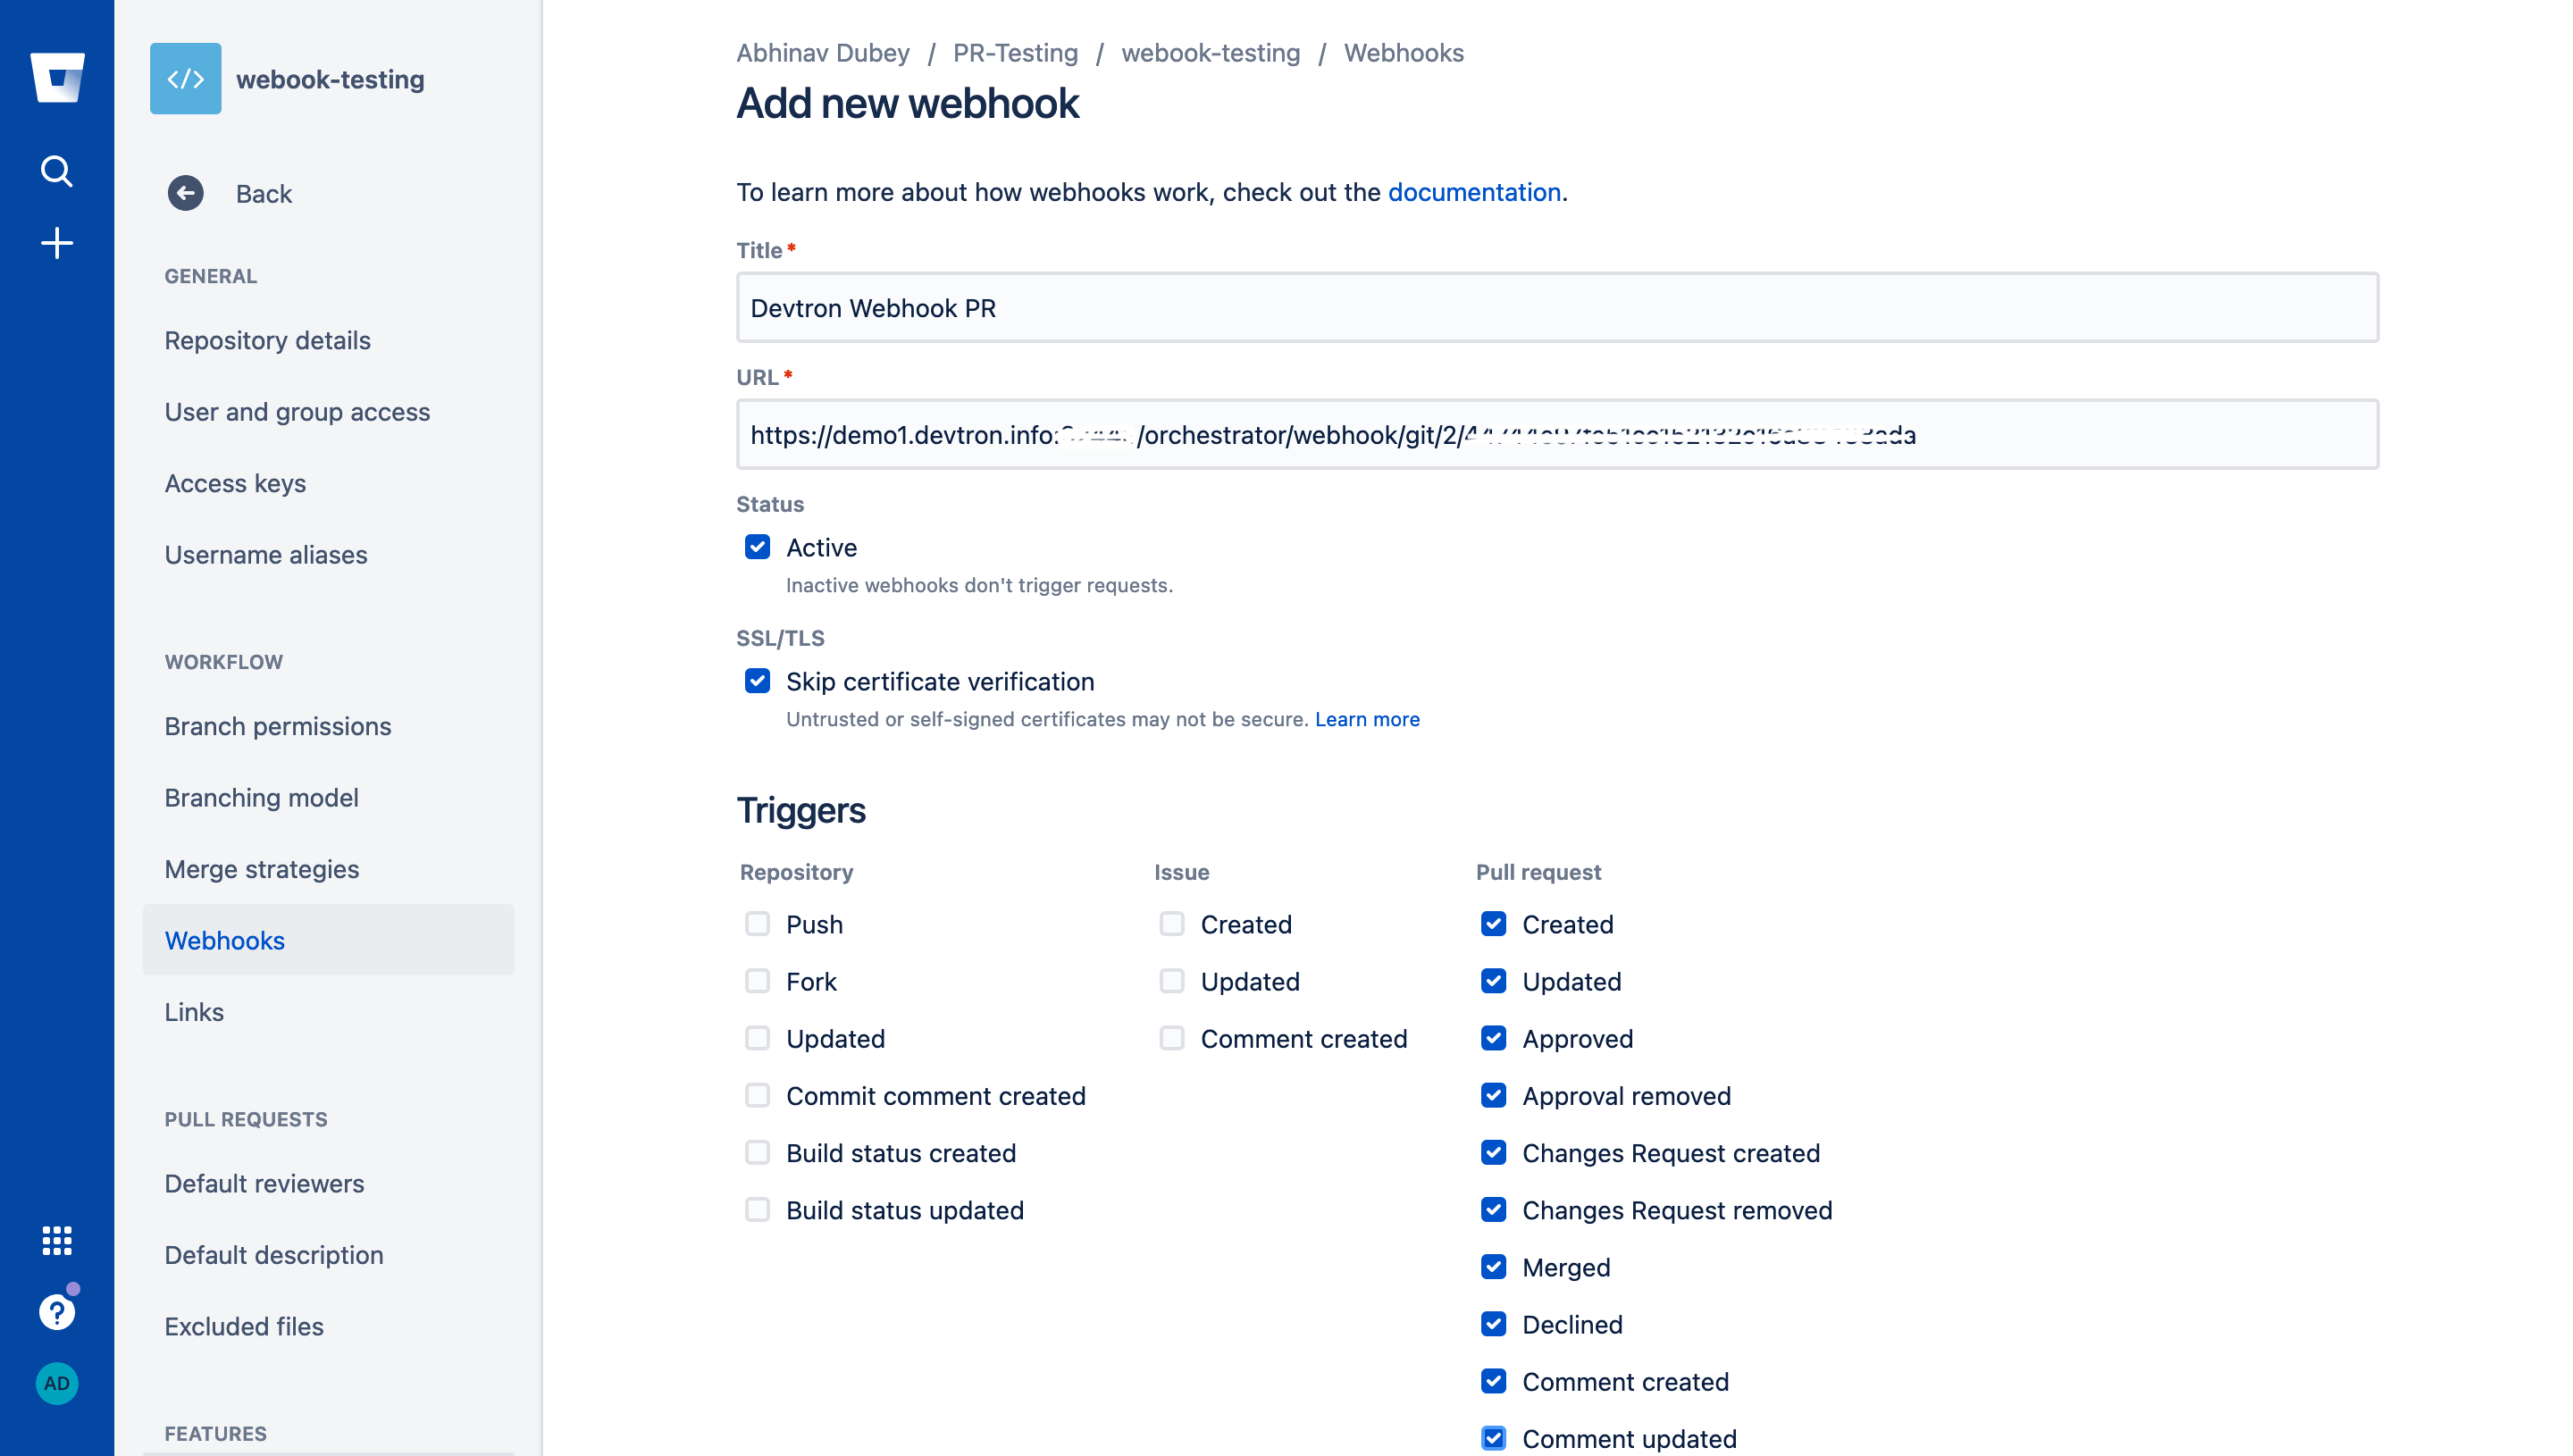 webook-testing
Back
GENERAL
Repository details
User and group access
Access keys
Username aliases
WORKFLOW
Branch permissions
Branching model
Merge strategies
Webhooks
Links
PULL REQUESTS
Default reviewers
Default description
Excluded files
FEATURES
AD
Abhinav Dubey / PR-Testing / webook-testing / Webhooks
Add new webhook
To learn more about how webhooks work, check out the documentation.
Title *
Devtron Webhook PR
URL *
https://demo1.devtron.info: /orchestrator/webhook/git/2/
Status
Active
Inactive webhooks don't trigger requests.
SSL/TLS
Skip certificate verification
Untrusted or self-signed certificates may not be secure. Learn more
Triggers
Repository
Push
Fork
Updated
Commit comment created
Build status created
Build status updated
Issue
Created
Updated
Comment created
Pull request
Created
Updated
Approved
Approval removed
Changes Request created
Changes Request removed
Merged
Declined
Comment created
Comment updated